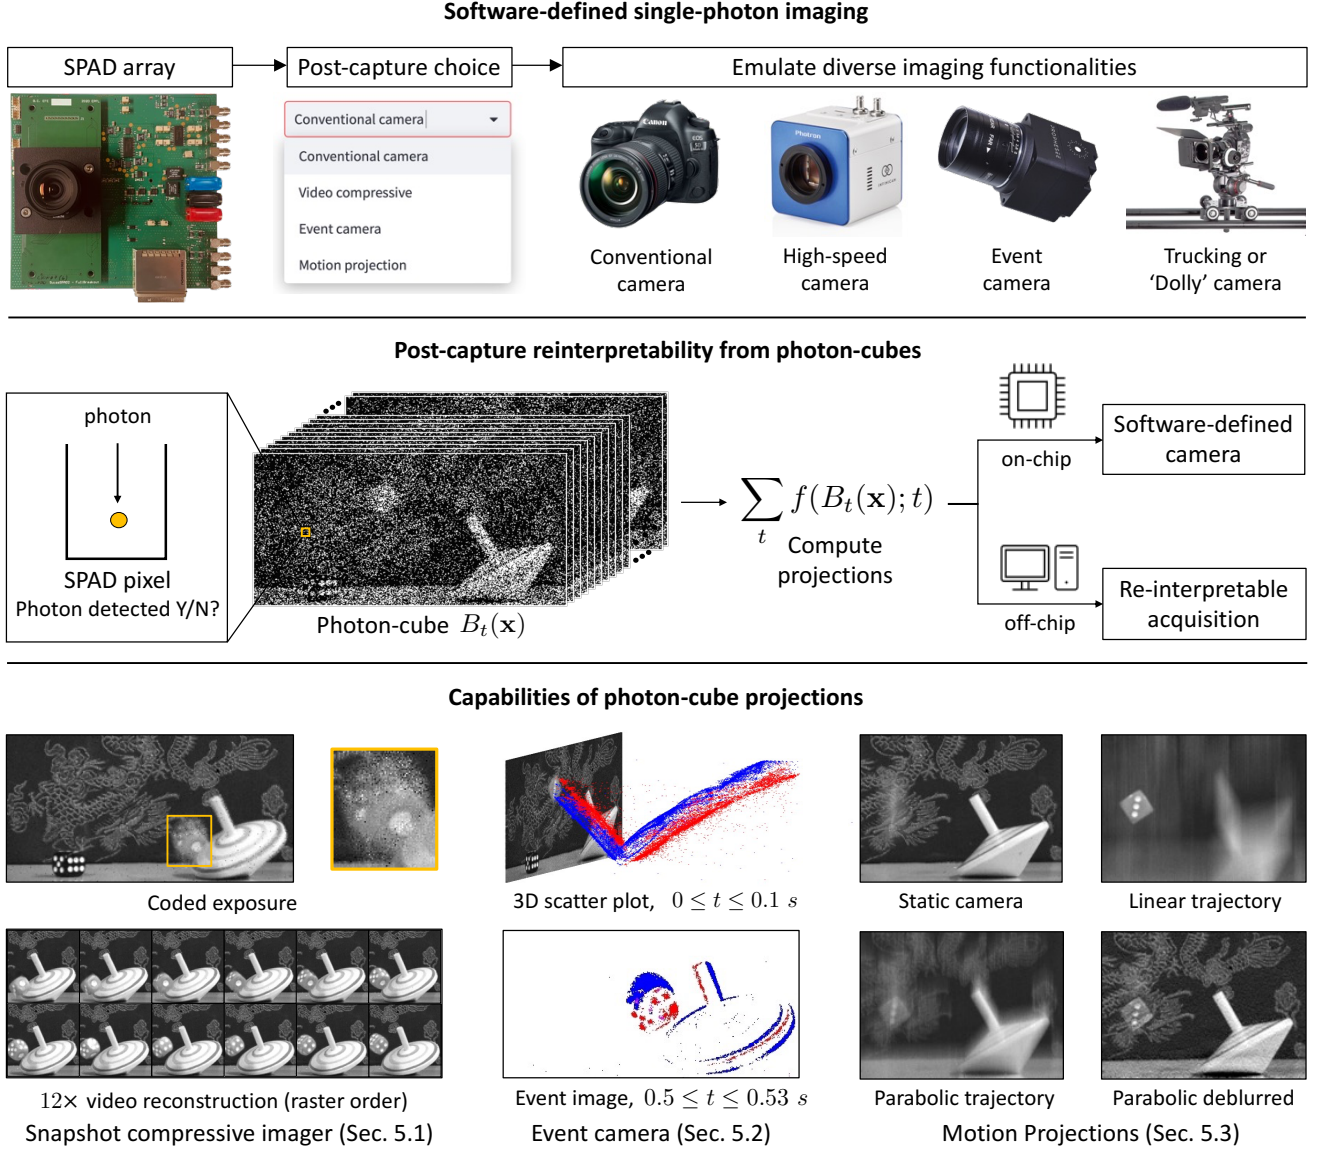 Software-defined single-photon imaging
SPAD array
Post-capture choice
Emulate diverse imaging functionalities
Conventional camera
Conventional camera
Video compressive
Event camera
Motion projection
Canon
EOS
5D
Photron
Conventional
camera
High-speed
camera
Event
camera
Trucking or
‘Dolly’ camera
Post-capture reinterpretability from photon-cubes
photon
SPAD pixel
Photon detected Y/N?
Photon-cube B_t(𝐱)
∑_t f(B_t(𝐱); t)
Compute
projections
on-chip
Software-defined
camera
off-chip
Re-interpretable
acquisition
Capabilities of photon-cube projections
Coded exposure
3D scatter plot, 0 ≤ t ≤ 0.1 s
Static camera
Linear trajectory
12× video reconstruction (raster order)
Event image, 0.5 ≤ t ≤ 0.53 s
Parabolic trajectory
Parabolic deblurred
Snapshot compressive imager (Sec. 5.1)
Event camera (Sec. 5.2)
Motion Projections (Sec. 5.3)